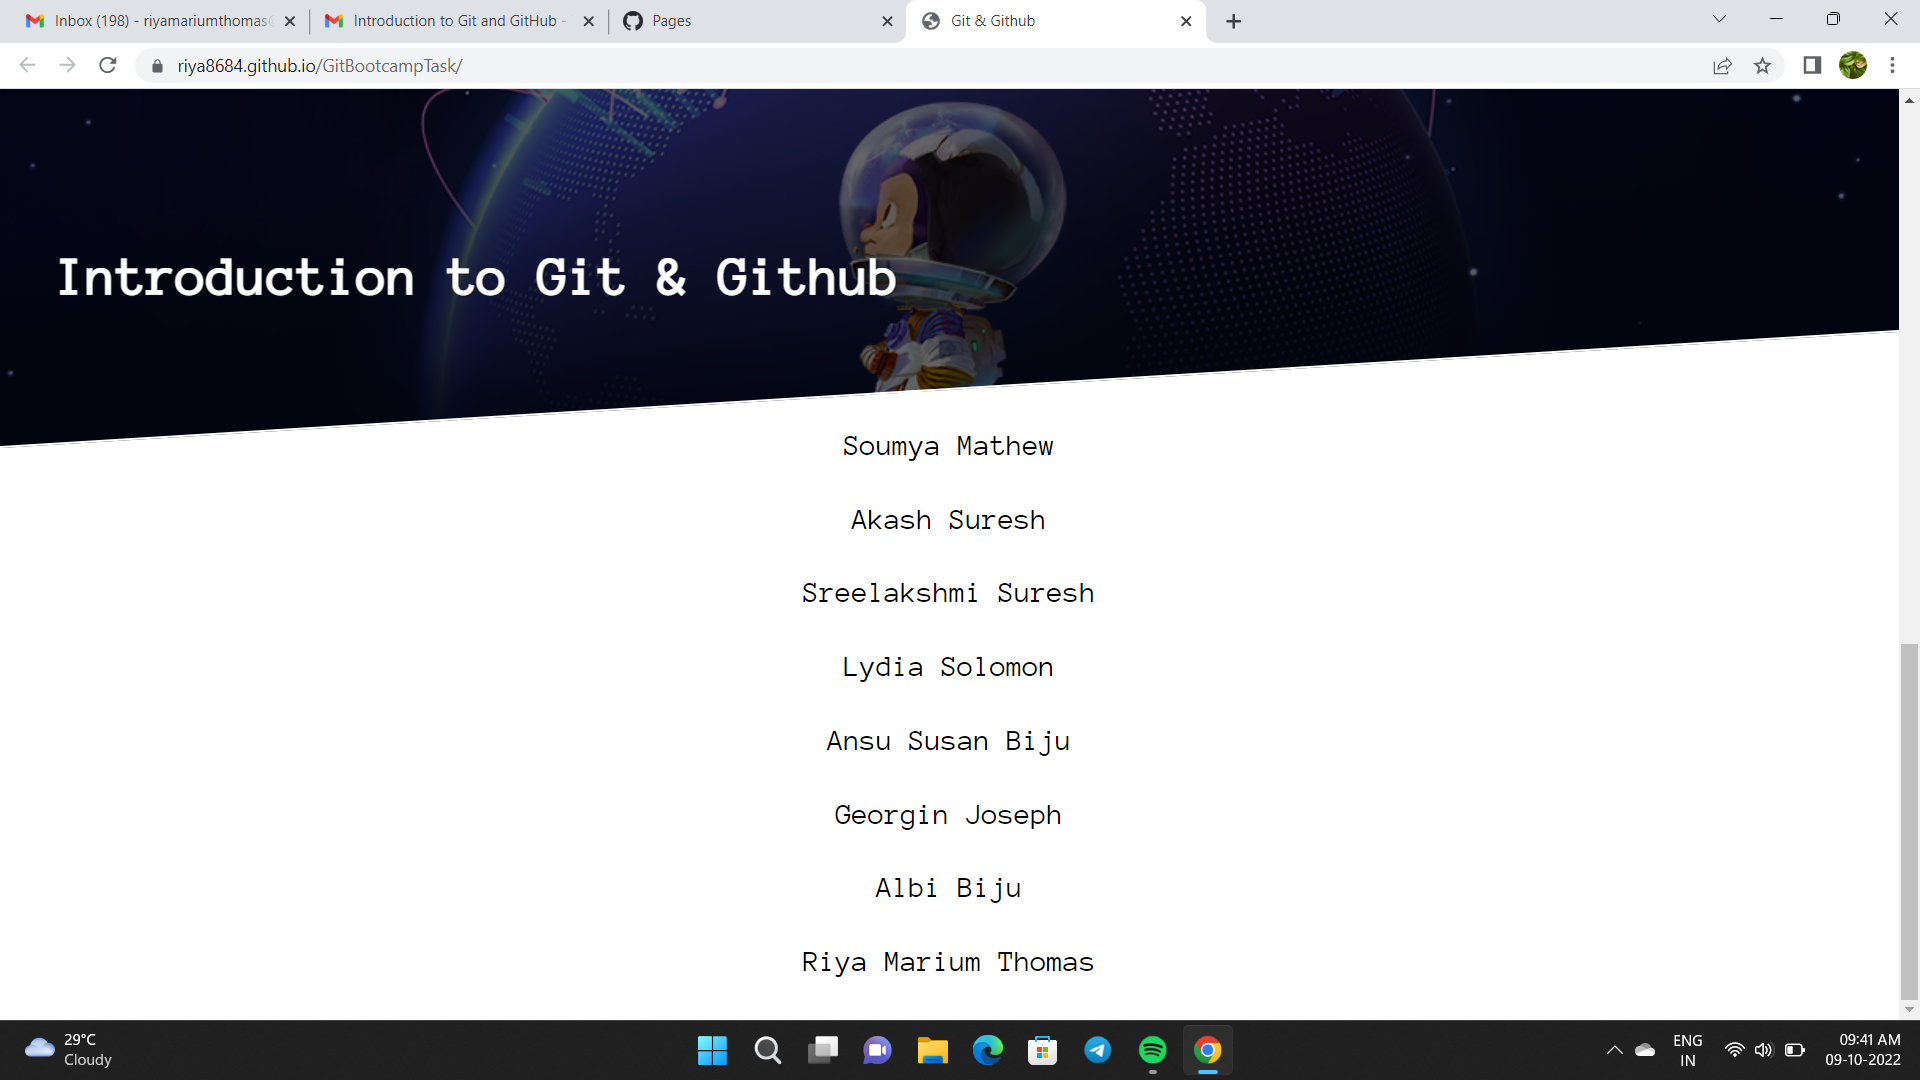 Inbox (198) - riyamariumthomas
Introduction to Git and GitHub -
Pages
Git & Github
riya8684.github.io/GitBootcampTask/
Introduction to Git & Github
Soumya Mathew
Akash Suresh
Sreelakshmi Suresh
Lydia Solomon
Ansu Susan Biju
Georgin Joseph
Albi Biju
Riya Marium Thomas
29°C
Cloudy
ENG
IN
09:41 AM
09-10-2022